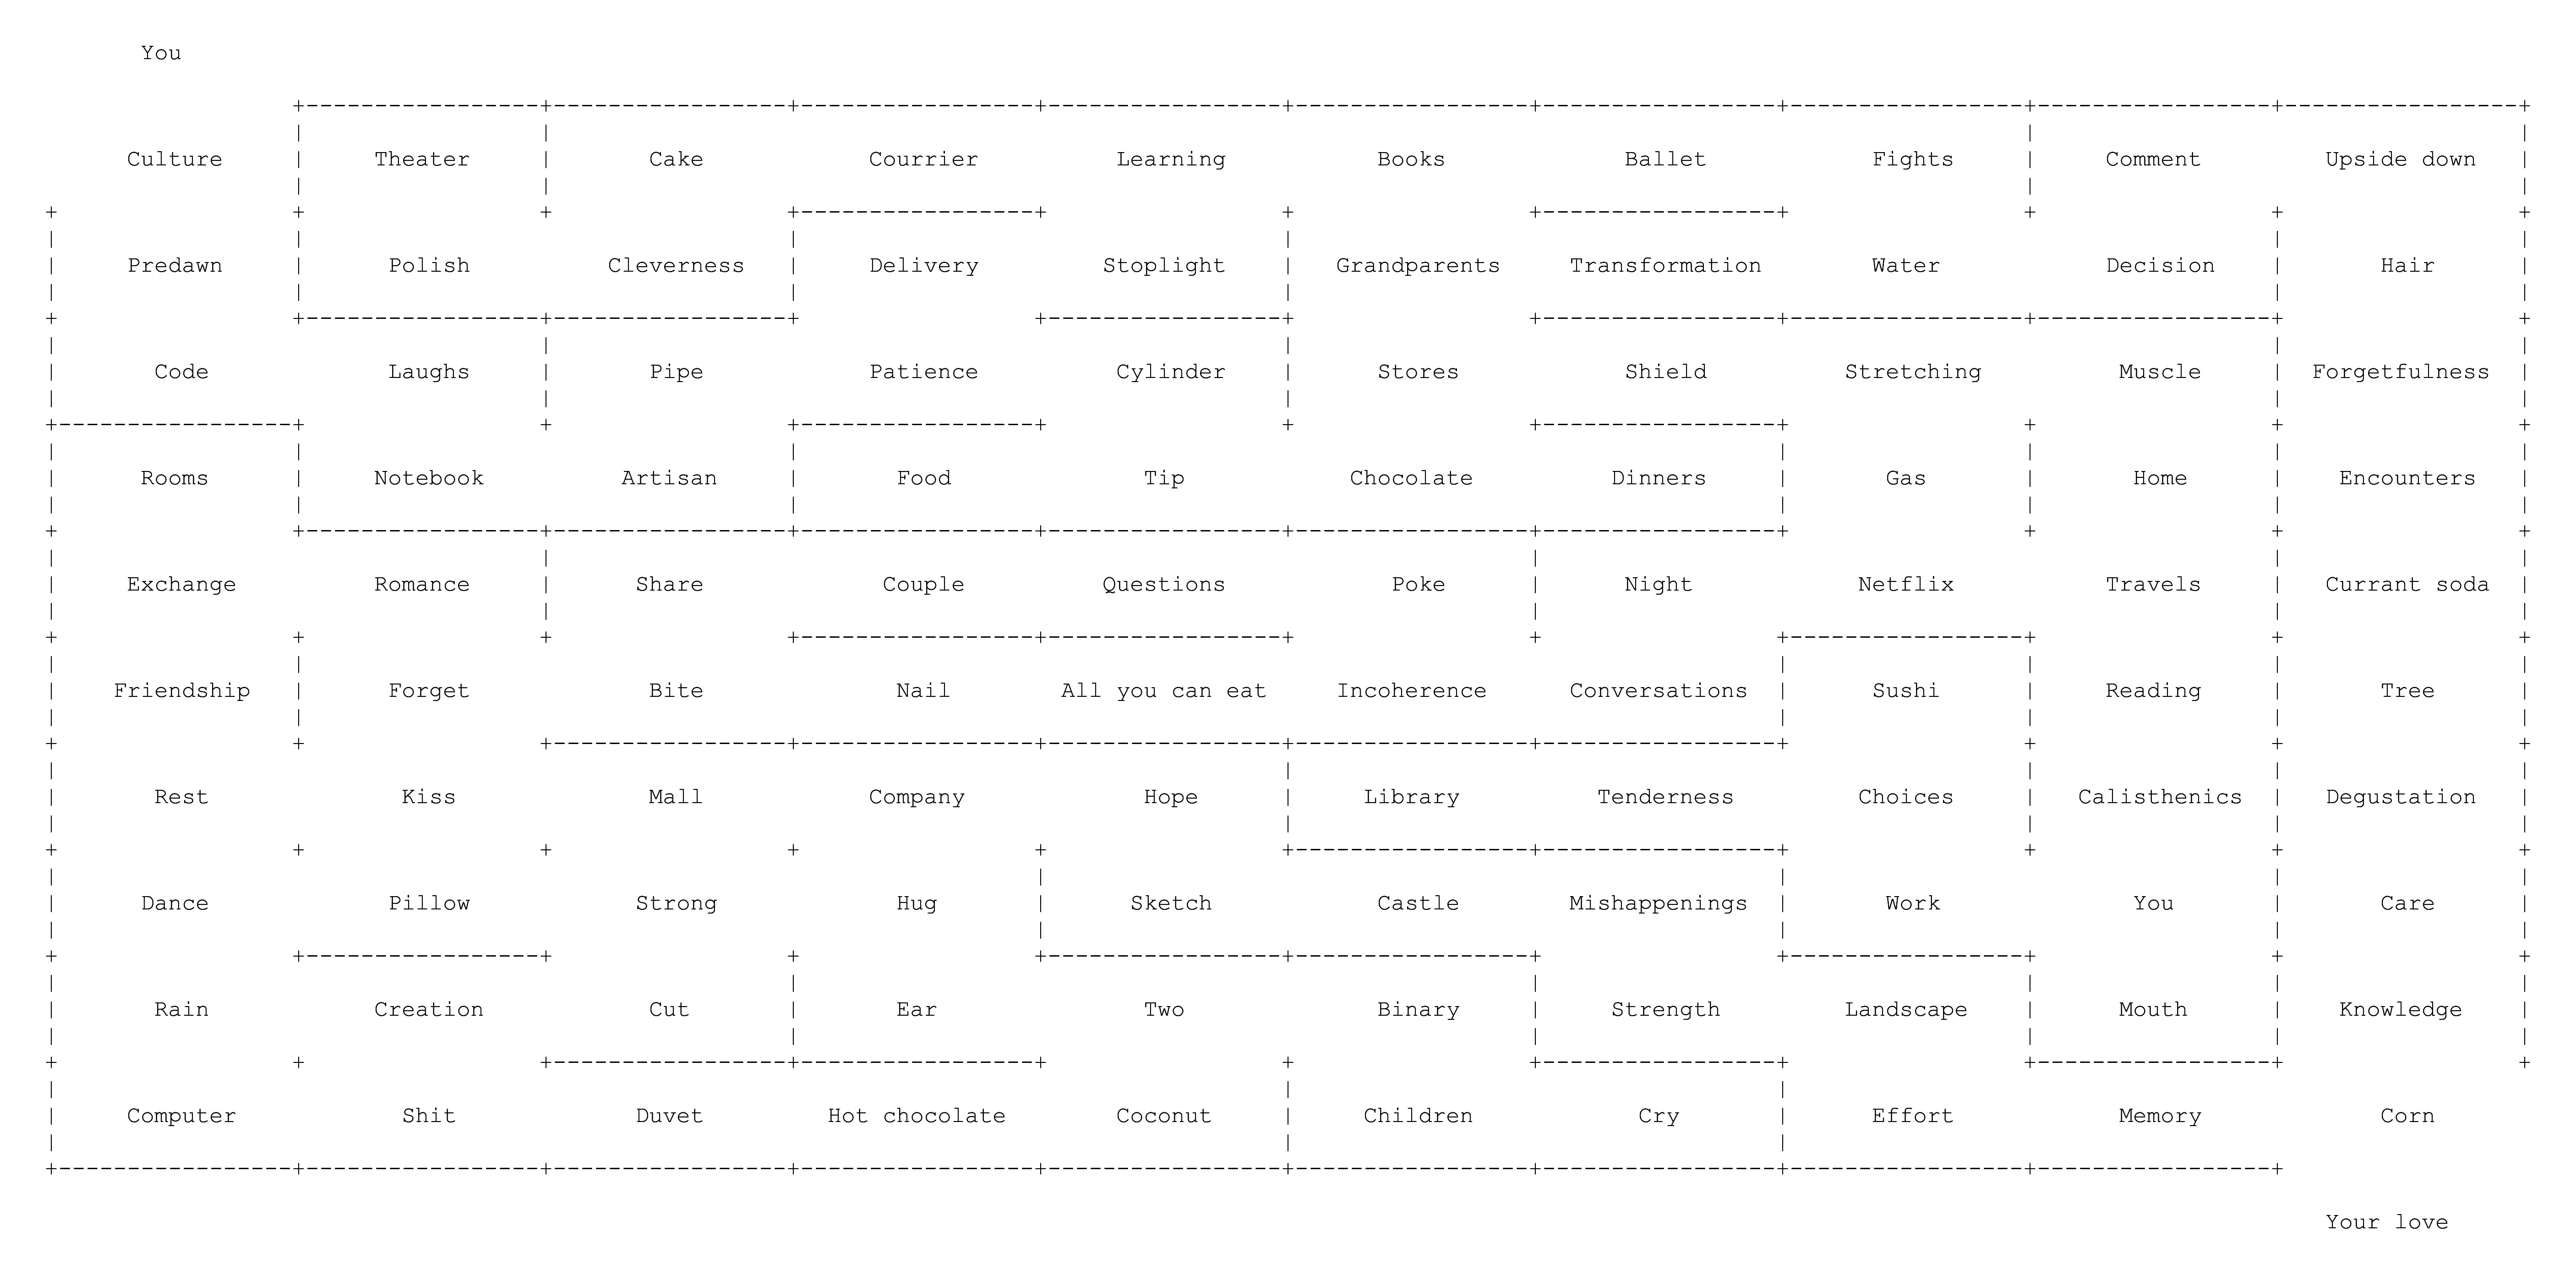 You
Culture Theater Cake Courrier Learning Books Ballet Fights Comment Upside down
Predawn Polish Cleverness Delivery Stoplight Grandparents Transformation Water Decision Hair
Code Laughs Pipe Patience Cylinder Stores Shield Stretching Muscle Forgetfulness
Rooms Notebook Artisan Food Tip Chocolate Dinners Gas Home Encounters
Exchange Romance Share Couple Questions Poke Night Netflix Travels Currant soda
Friendship Forget Bite Nail All you can eat Incoherence Conversations Sushi Reading Tree
Rest Kiss Mall Company Hope Library Tenderness Choices Calisthenics Degustation
Dance Pillow Strong Hug Sketch Castle Mishappenings Work You Care
Rain Creation Cut Ear Two Binary Strength Landscape Mouth Knowledge
Computer Shit Duvet Hot chocolate Coconut Children Cry Effort Memory Corn
Your love